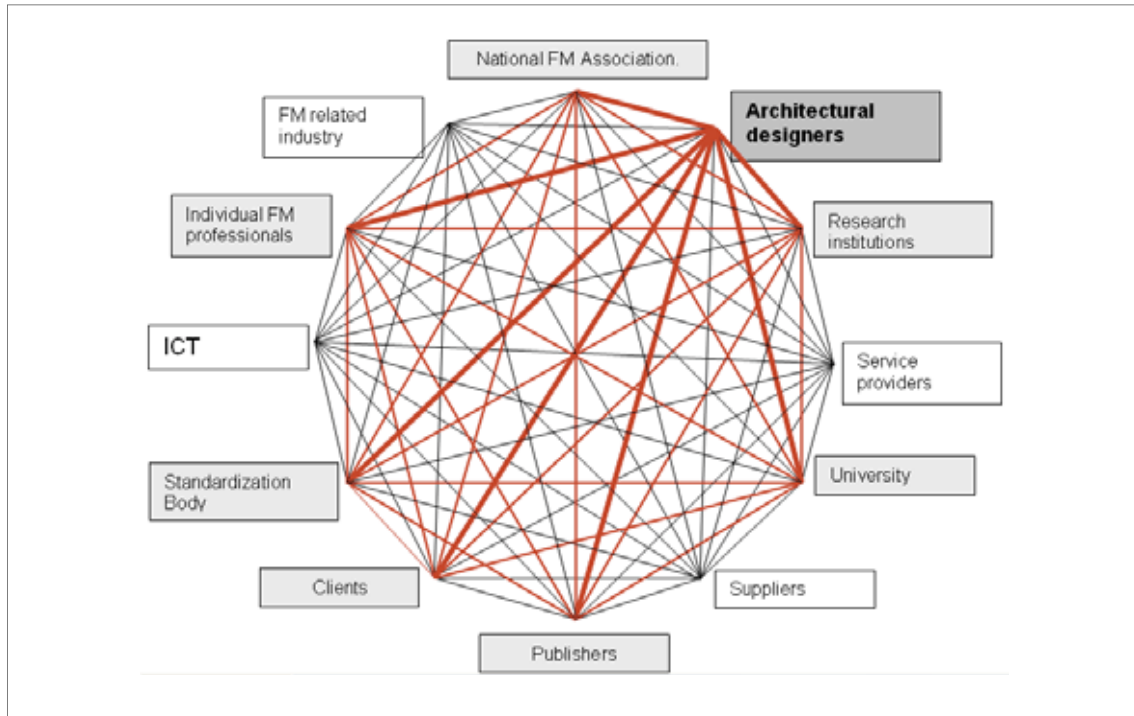 National FM Association.
Architectural
designers
FM related
industry
Individual FM
professionals
Research
institutions
ICT
Service
providers
Standardization
Body
University
Clients
Suppliers
Publishers